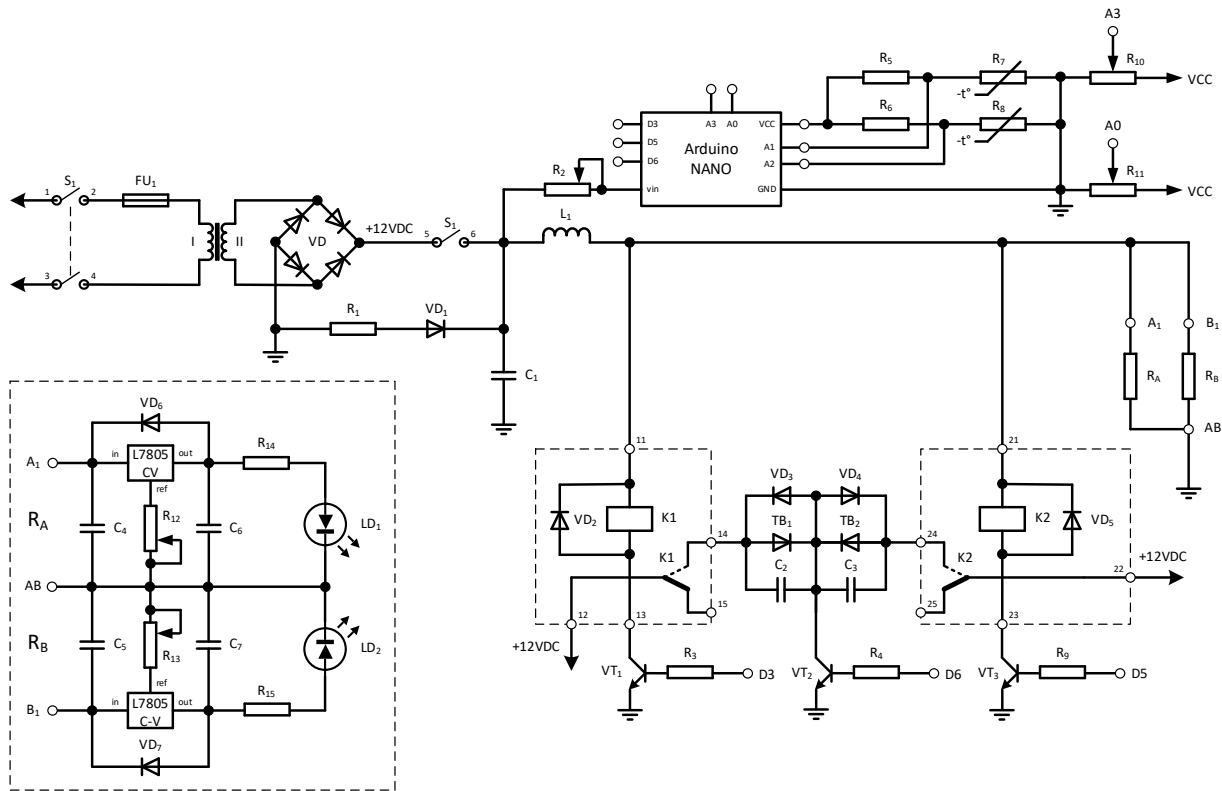 A3
R10
VCC
R5
R7
-t°
R6
R8
-t°
A0
R11
VCC
D3
D5
D6
vin
A3
A0
Arduino
NANO
VCC
A1
A2
GND
R2
1
S1
2
FU1
3
4
I
II
VD
+12VDC
5
S1
6
L1
R1
VD1
C1
A1
B1
RA
RB
AB
VD6
A1
in
L7805
CV
out
ref
R14
RA
C4
R12
C6
LD1
AB
RB
C5
R13
C7
LD2
ref
B1
in
L7805
C-V
out
R15
VD7
11
VD2
K1
K1
14
15
12
13
+12VDC
VD3
VD4
TB1
TB2
C2
C3
21
K2
VD5
24
K2
25
22
+12VDC
23
VT1
R3
D3
VT2
R4
D6
VT3
R9
D5